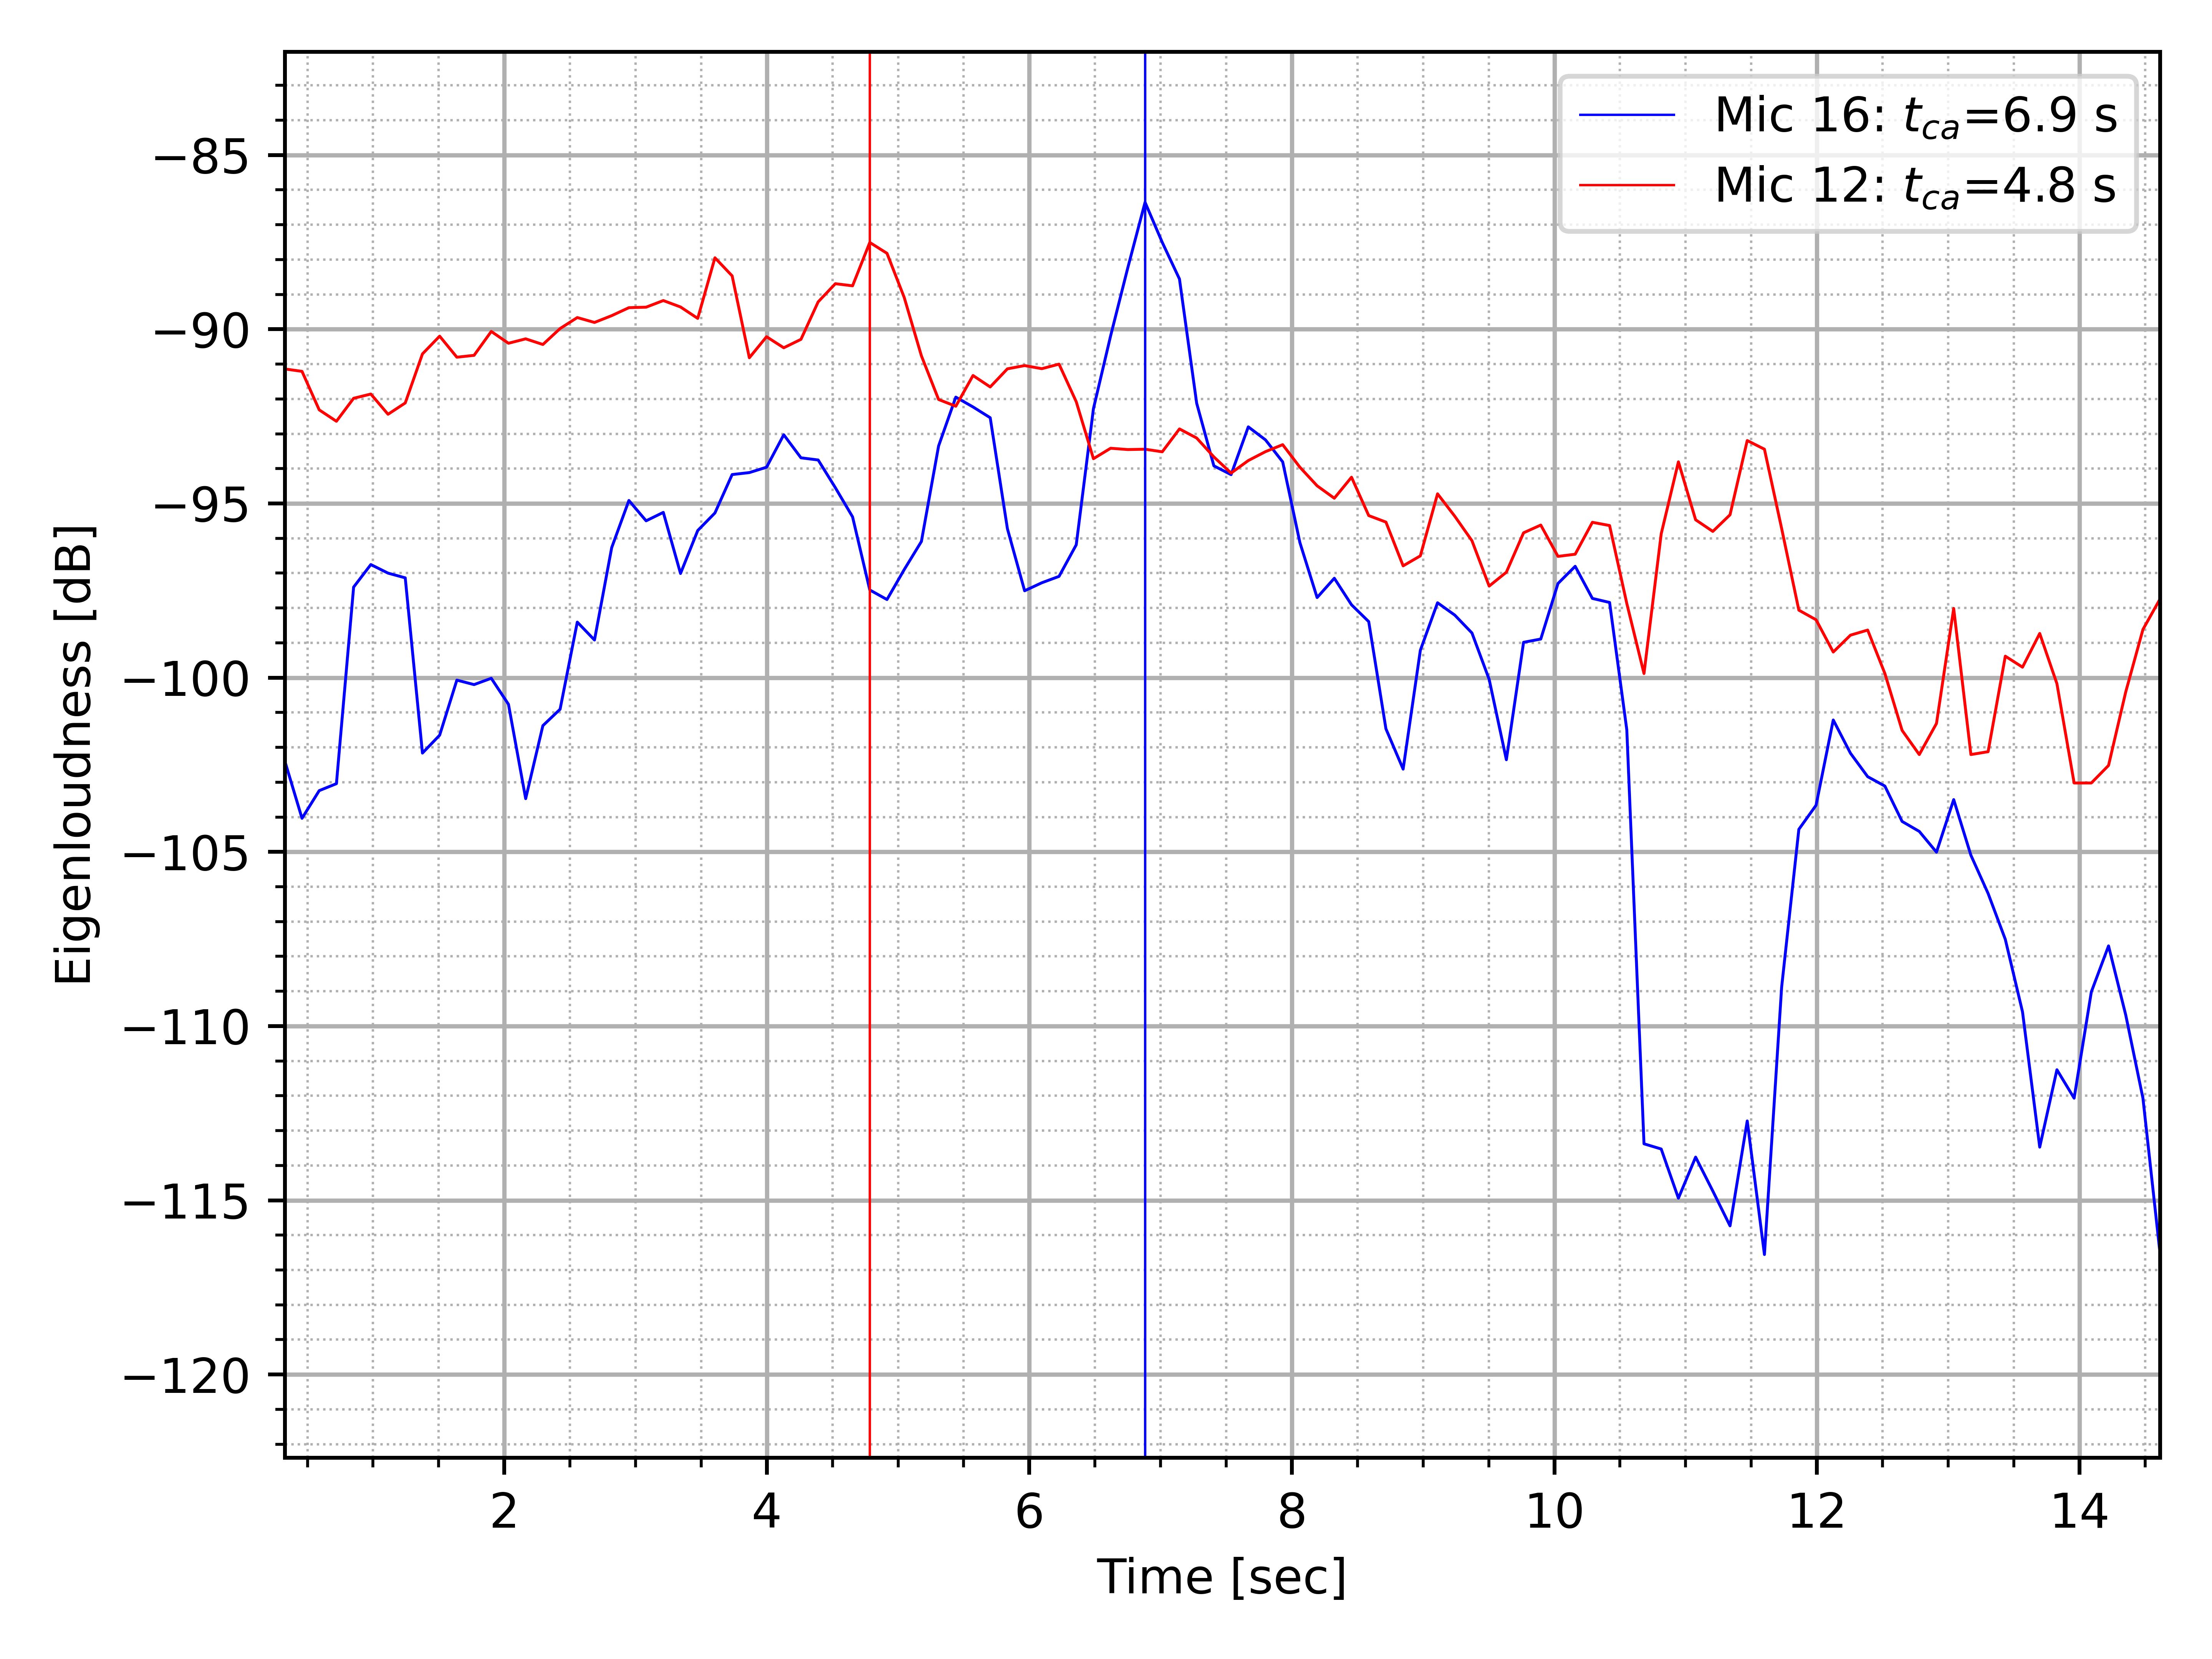 Mic 16: t_ca=6.9 s
Mic 12: t_ca=4.8 s
−85
−90
−95
−100
−105
−110
−115
−120
Eigenloudness [dB]
2 4 6 8 10 12 14
Time [sec]